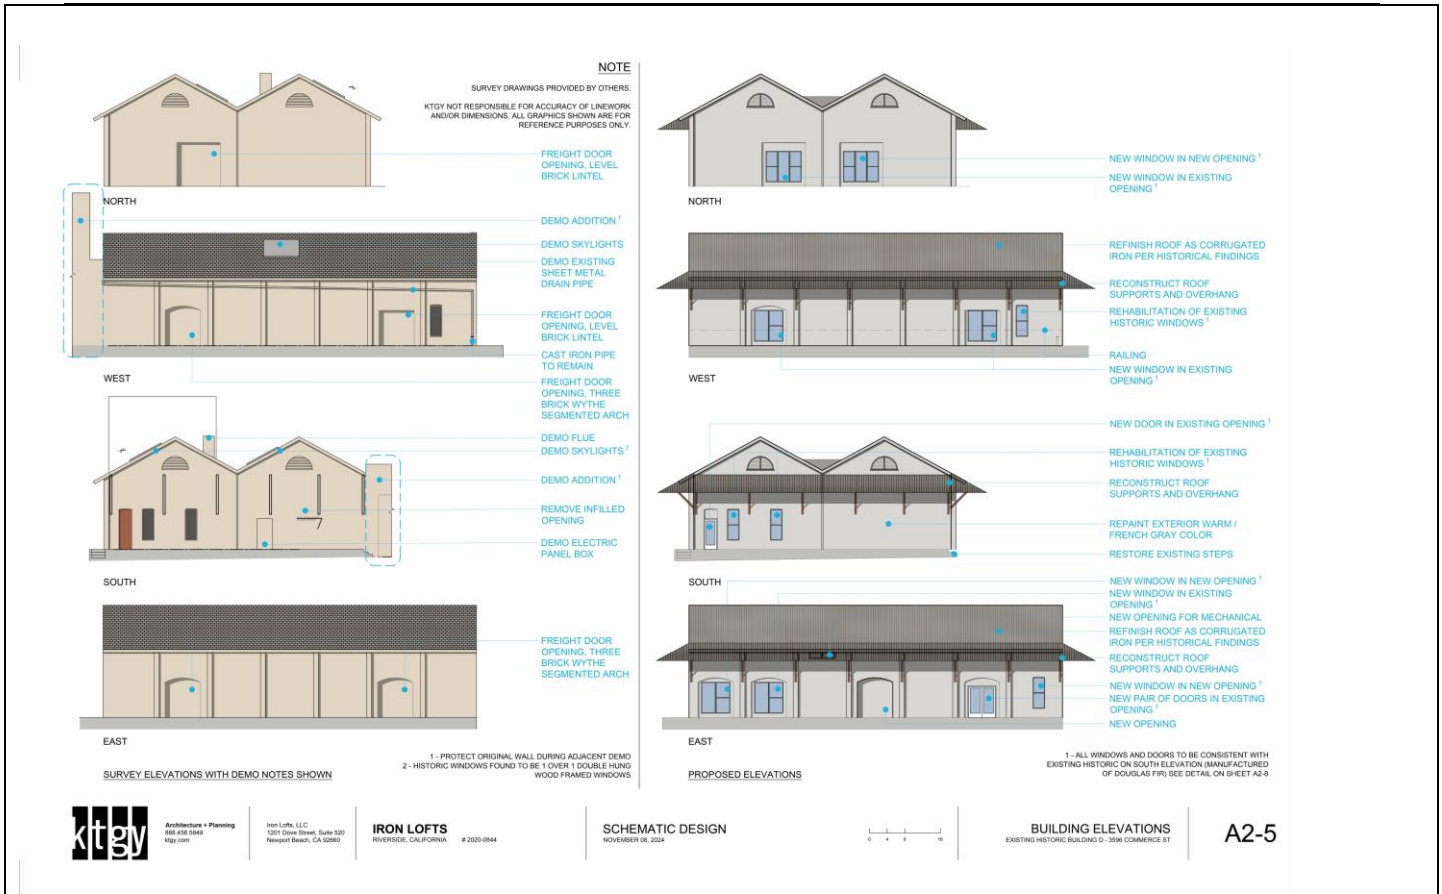 NOTE
SURVEY DRAWINGS PROVIDED BY OTHERS.
KTGY NOT RESPONSIBLE FOR ACCURACY OF LINEWORK
AND/OR DIMENSIONS. ALL GRAPHICS SHOWN ARE FOR
REFERENCE PURPOSES ONLY.
FREIGHT DOOR
OPENING, LEVEL
BRICK LINTEL
NORTH
DEMO ADDITION 1
DEMO SKYLIGHTS
DEMO EXISTING
SHEET METAL
DRAIN PIPE
FREIGHT DOOR
OPENING, LEVEL
BRICK LINTEL
CAST IRON PIPE
TO REMAIN
WEST
FREIGHT DOOR
OPENING, THREE
BRICK WYTHE
SEGMENTED ARCH
DEMO FLUE
DEMO SKYLIGHTS 1
DEMO ADDITION 1
REMOVE INFILLED
OPENING
DEMO ELECTRIC
PANEL BOX
SOUTH
FREIGHT DOOR
OPENING, THREE
BRICK WYTHE
SEGMENTED ARCH
EAST
1 - PROTECT ORIGINAL WALL DURING ADJACENT DEMO
2 - HISTORIC WINDOWS FOUND TO BE 1 OVER 1 DOUBLE HUNG
WOOD FRAMED WINDOWS
SURVEY ELEVATIONS WITH DEMO NOTES SHOWN
NEW WINDOW IN NEW OPENING 1
NEW WINDOW IN EXISTING
OPENING 1
NORTH
REFINISH ROOF AS CORRUGATED
IRON PER HISTORICAL FINDINGS
RECONSTRUCT ROOF
SUPPORTS AND OVERHANG
REHABILITATION OF EXISTING
HISTORIC WINDOWS 1
RAILING
NEW WINDOW IN EXISTING
OPENING 1
WEST
NEW DOOR IN EXISTING OPENING 1
REHABILITATION OF EXISTING
HISTORIC WINDOWS 1
RECONSTRUCT ROOF
SUPPORTS AND OVERHANG
REPAINT EXTERIOR WARM /
FRENCH GRAY COLOR
RESTORE EXISTING STEPS
SOUTH
NEW WINDOW IN NEW OPENING 1
NEW WINDOW IN EXISTING
OPENING 1
NEW OPENING FOR MECHANICAL
REFINISH ROOF AS CORRUGATED
IRON PER HISTORICAL FINDINGS
RECONSTRUCT ROOF
SUPPORTS AND OVERHANG
NEW WINDOW IN NEW OPENING 1
NEW PAIR OF DOORS IN EXISTING
OPENING 1
NEW OPENING
EAST
1 - ALL WINDOWS AND DOORS TO BE CONSISTENT WITH
EXISTING HISTORIC ON SOUTH ELEVATION (MANUFACTURED
OF DOUGLAS FIR) SEE DETAIL ON SHEET A2-8
PROPOSED ELEVATIONS
ktgy
Architecture + Planning
888.456.5849
ktgy.com
Iron Lofts, LLC
1201 Dove Street, Suite 520
Newport Beach, CA 92660
IRON LOFTS
RIVERSIDE, CALIFORNIA # 2020-0844
SCHEMATIC DESIGN
NOVEMBER 08, 2024
0 4 8 16
BUILDING ELEVATIONS
EXISTING HISTORIC BUILDING D - 3596 COMMERCE ST
A2-5